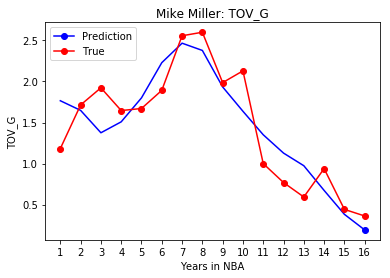 Mike Miller: TOV_G
Prediction
True
TOV_G
2.5
2.0
1.5
1.0
0.5
1 2 3 4 5 6 7 8 9 10 11 12 13 14 15 16
Years in NBA